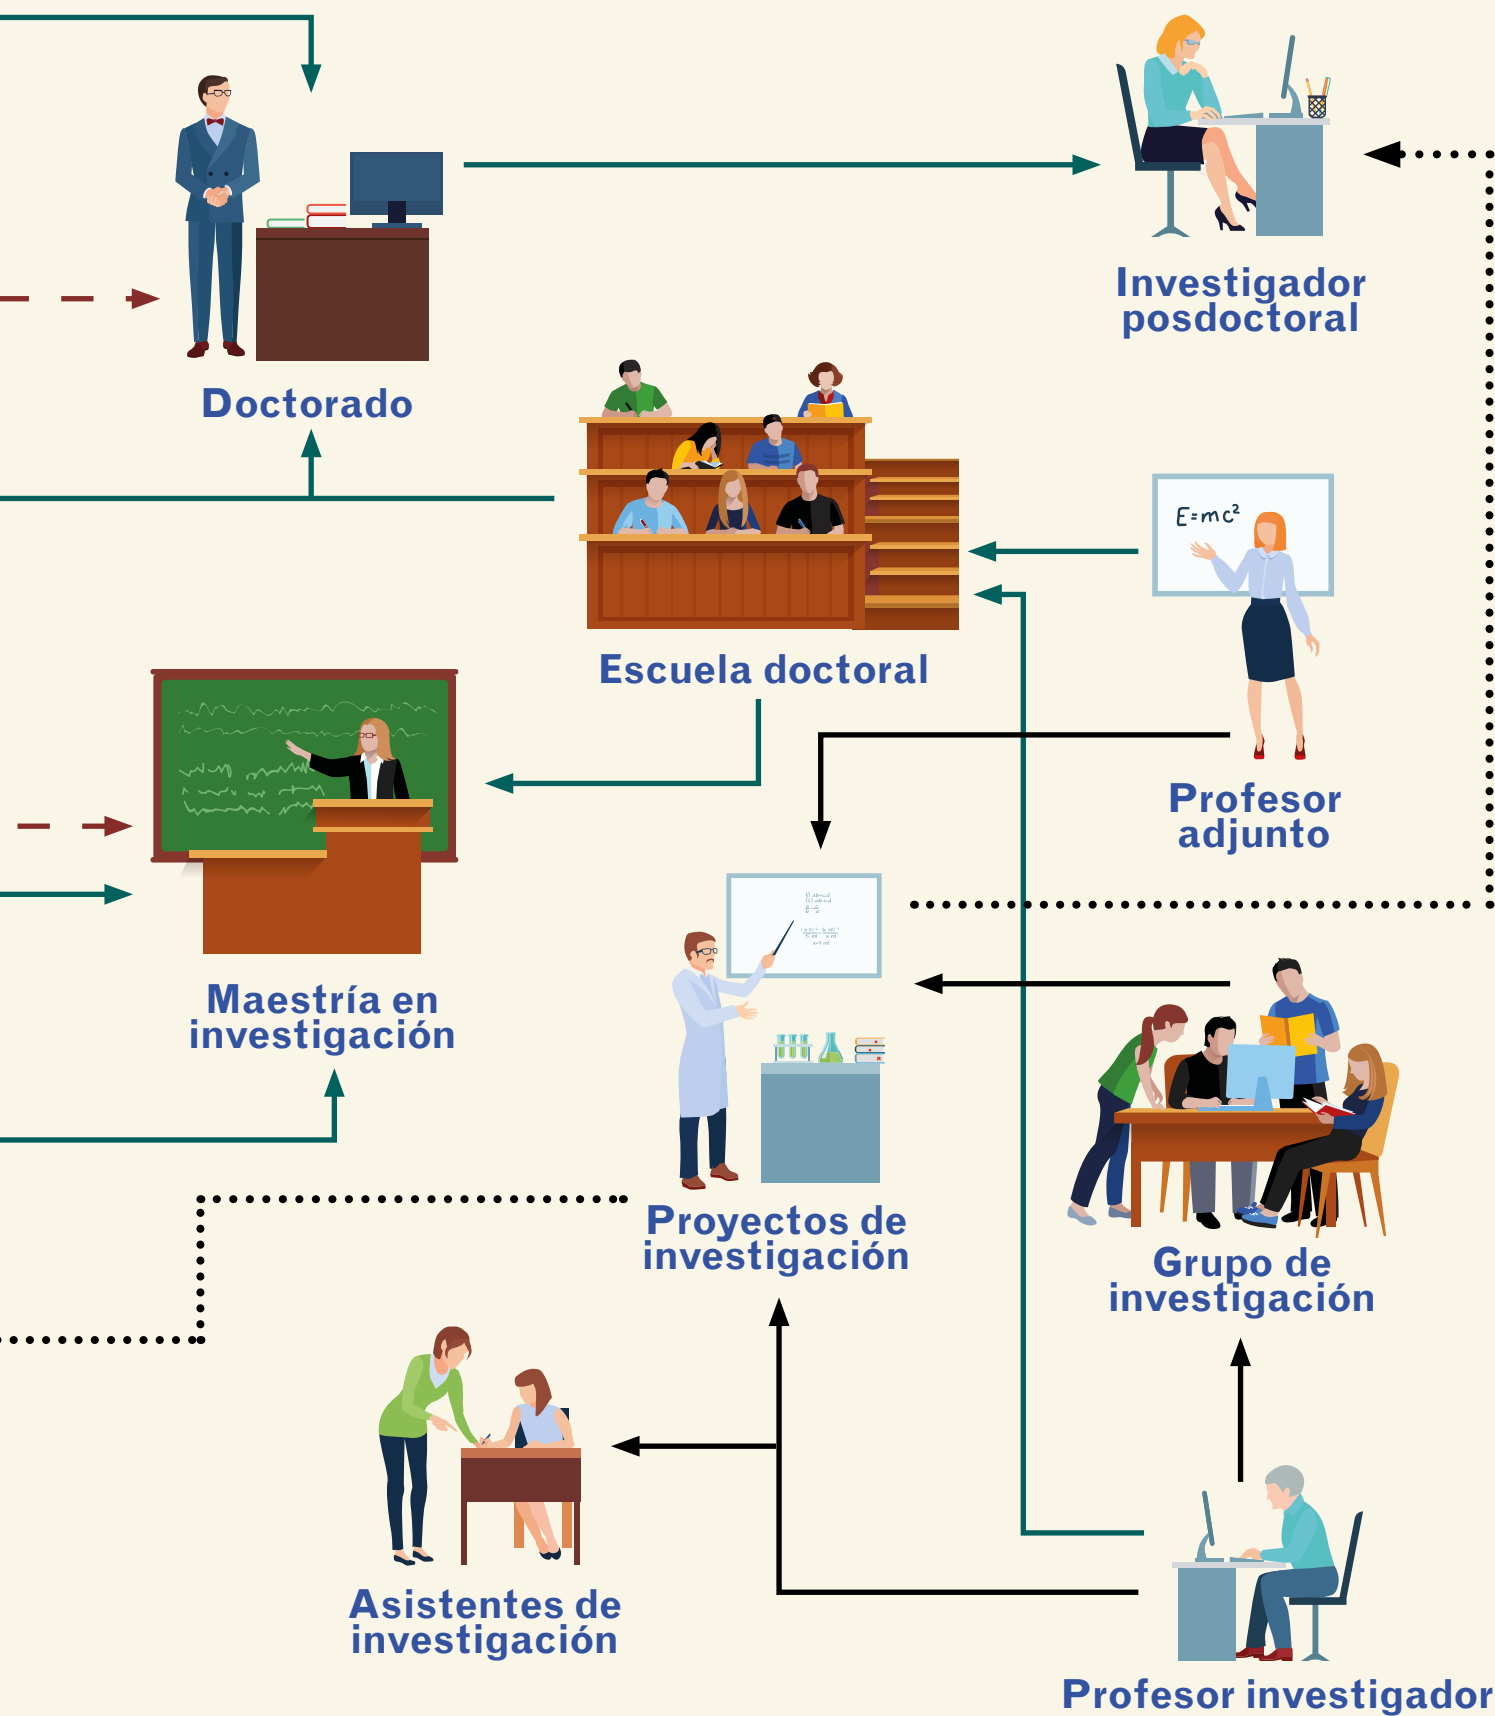 Investigador
posdoctoral
Doctorado
E=mc²
Escuela doctoral
Profesor
adjunto
Maestría en
investigación
Proyectos de
investigación
Grupo de
investigación
Asistentes de
investigación
Profesor investigador